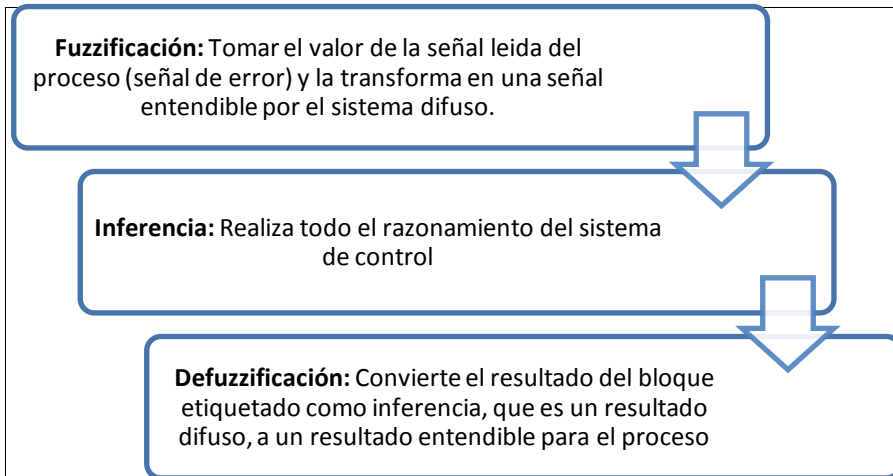 Fuzzificación: Tomar el valor de la señal leida del
proceso (señal de error) y la transforma en una señal
entendible por el sistema difuso.
Inferencia: Realiza todo el razonamiento del sistema
de control
Defuzzificación: Convierte el resultado del bloque
etiquetado como inferencia, que es un resultado
difuso, a un resultado entendible para el proceso